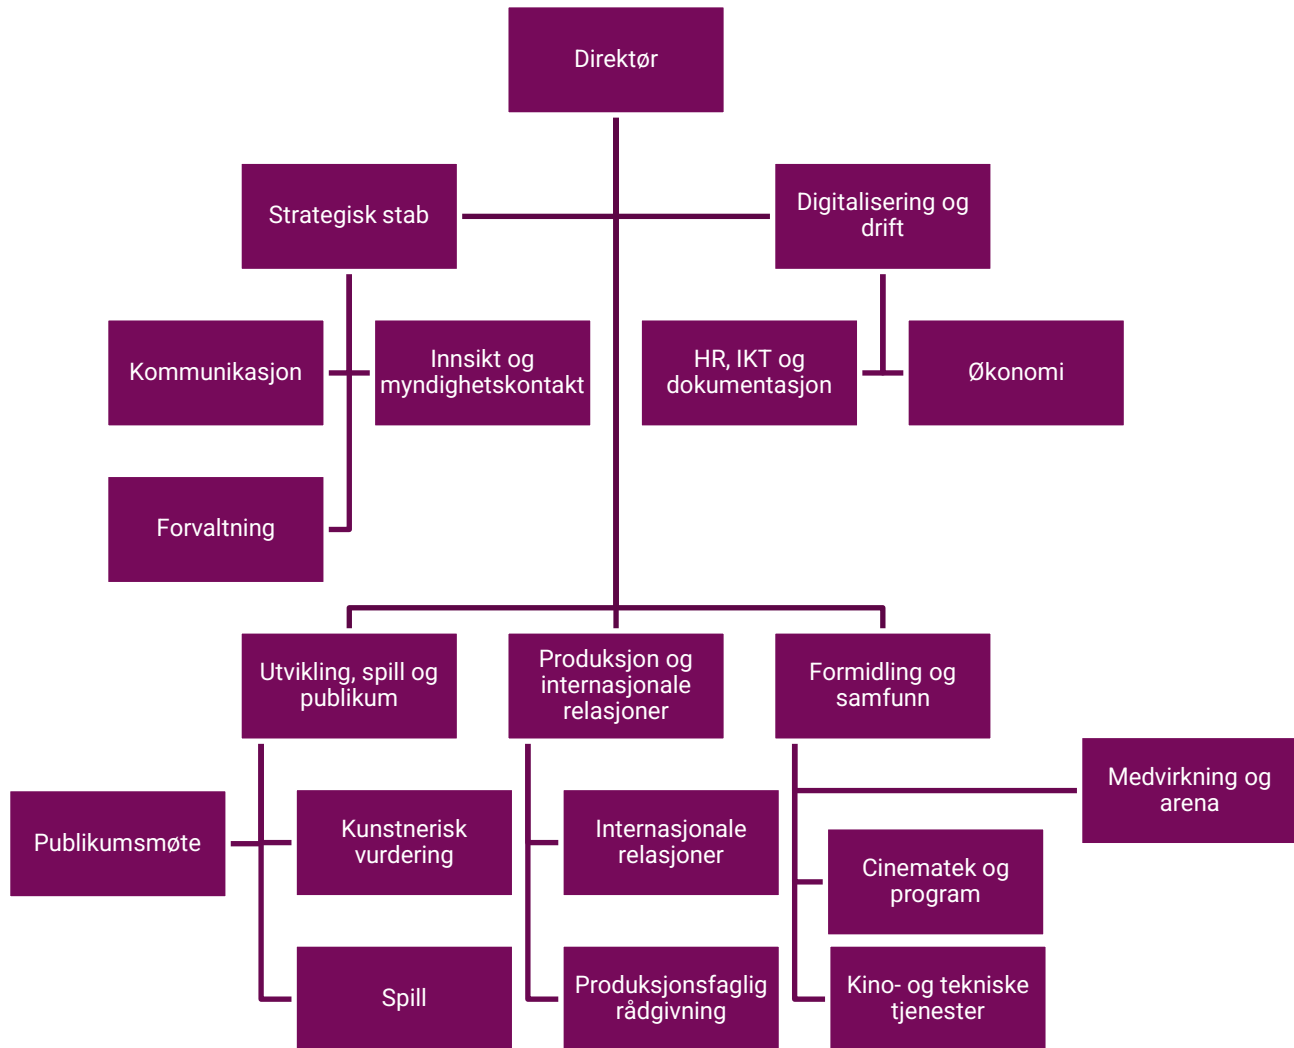 Direktør
Strategisk stab
Digitalisering og
drift
Kommunikasjon
Innsikt og
myndighetskontakt
HR, IKT og
dokumentasjon
Økonomi
Forvaltning
Utvikling, spill og
publikum
Produksjon og
internasjonale
relasjoner
Formidling og
samfunn
Medvirkning og
arena
Publikumsmøte
Kunstnerisk
vurdering
Internasjonale
relasjoner
Cinematek og
program
Spill
Produksjonsfaglig
rådgivning
Kino- og tekniske
tjenester